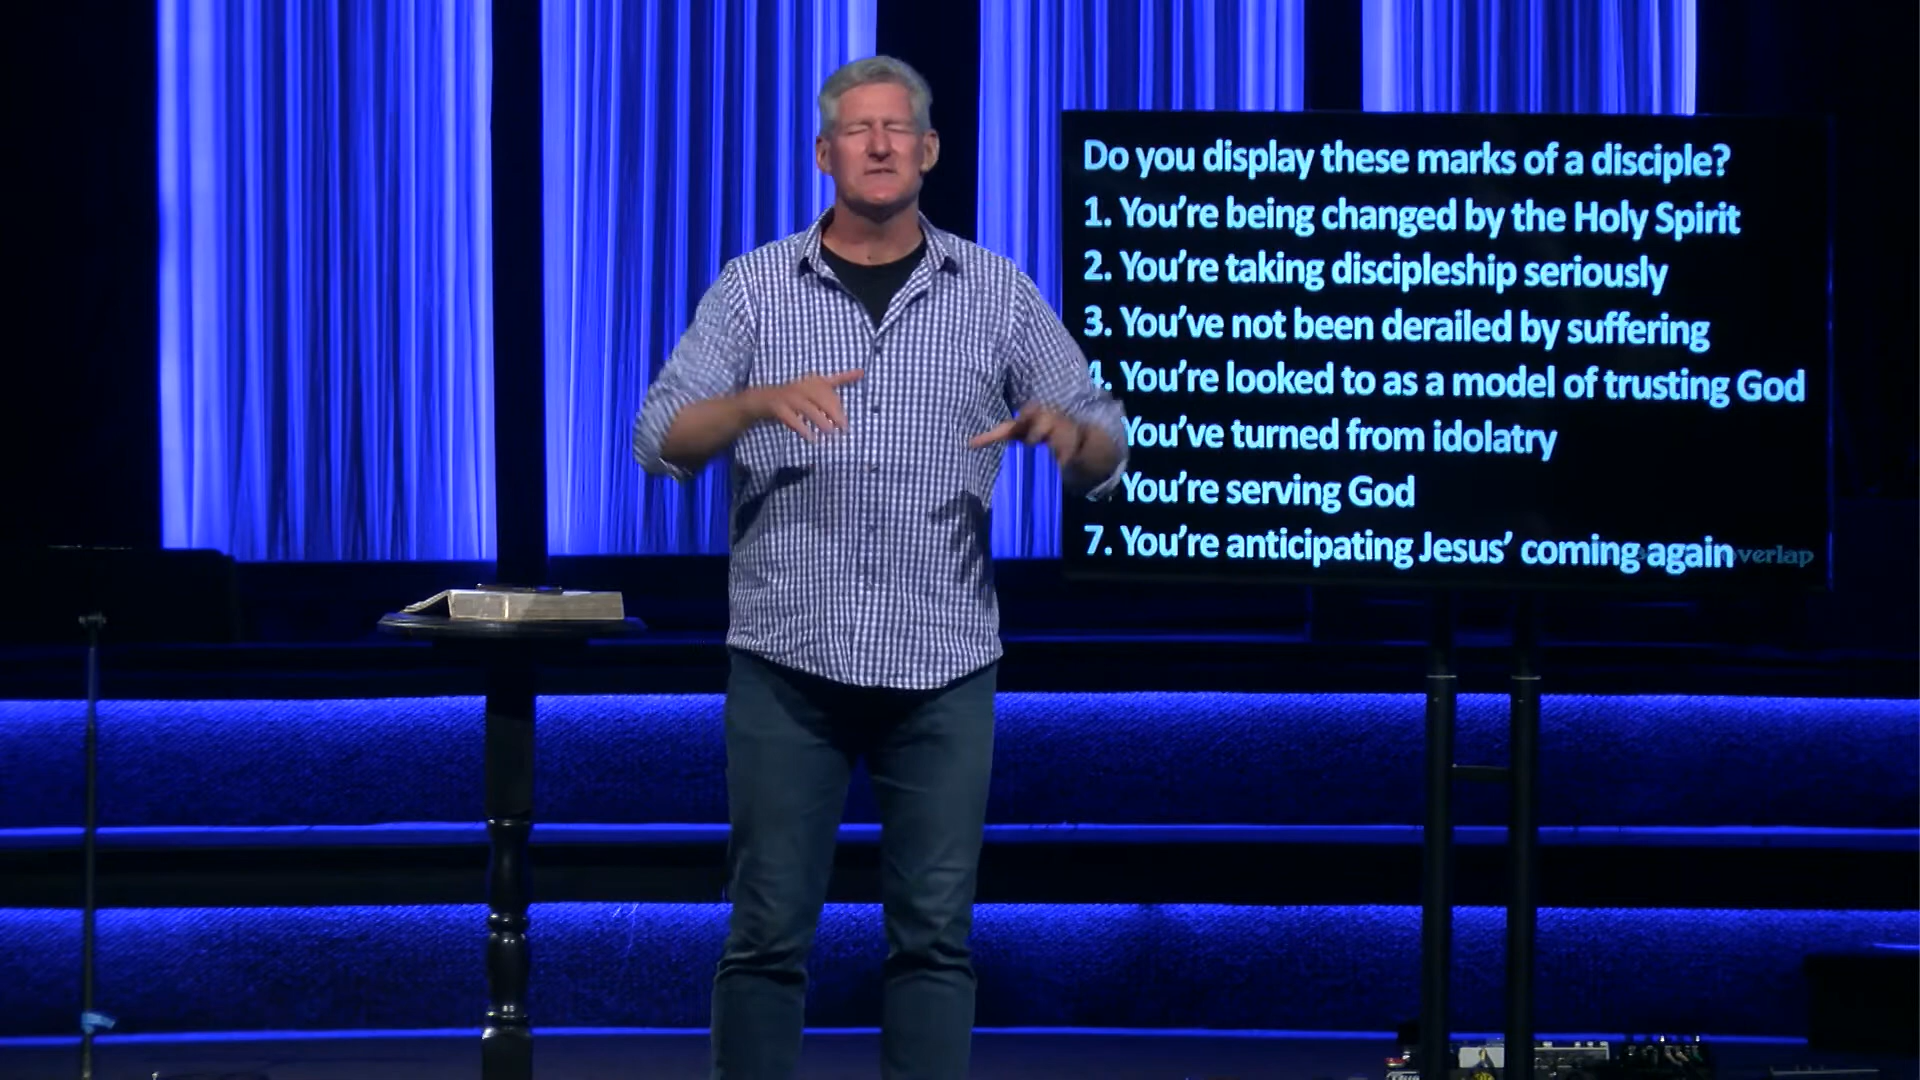 Do you display these marks of a disciple?
1. You're being changed by the Holy Spirit
2. You're taking discipleship seriously
3. You've not been derailed by suffering
4. You're looked to as a model of trusting God
You've turned from idolatry
You're serving God
7. You're anticipating Jesus' coming again
verlap